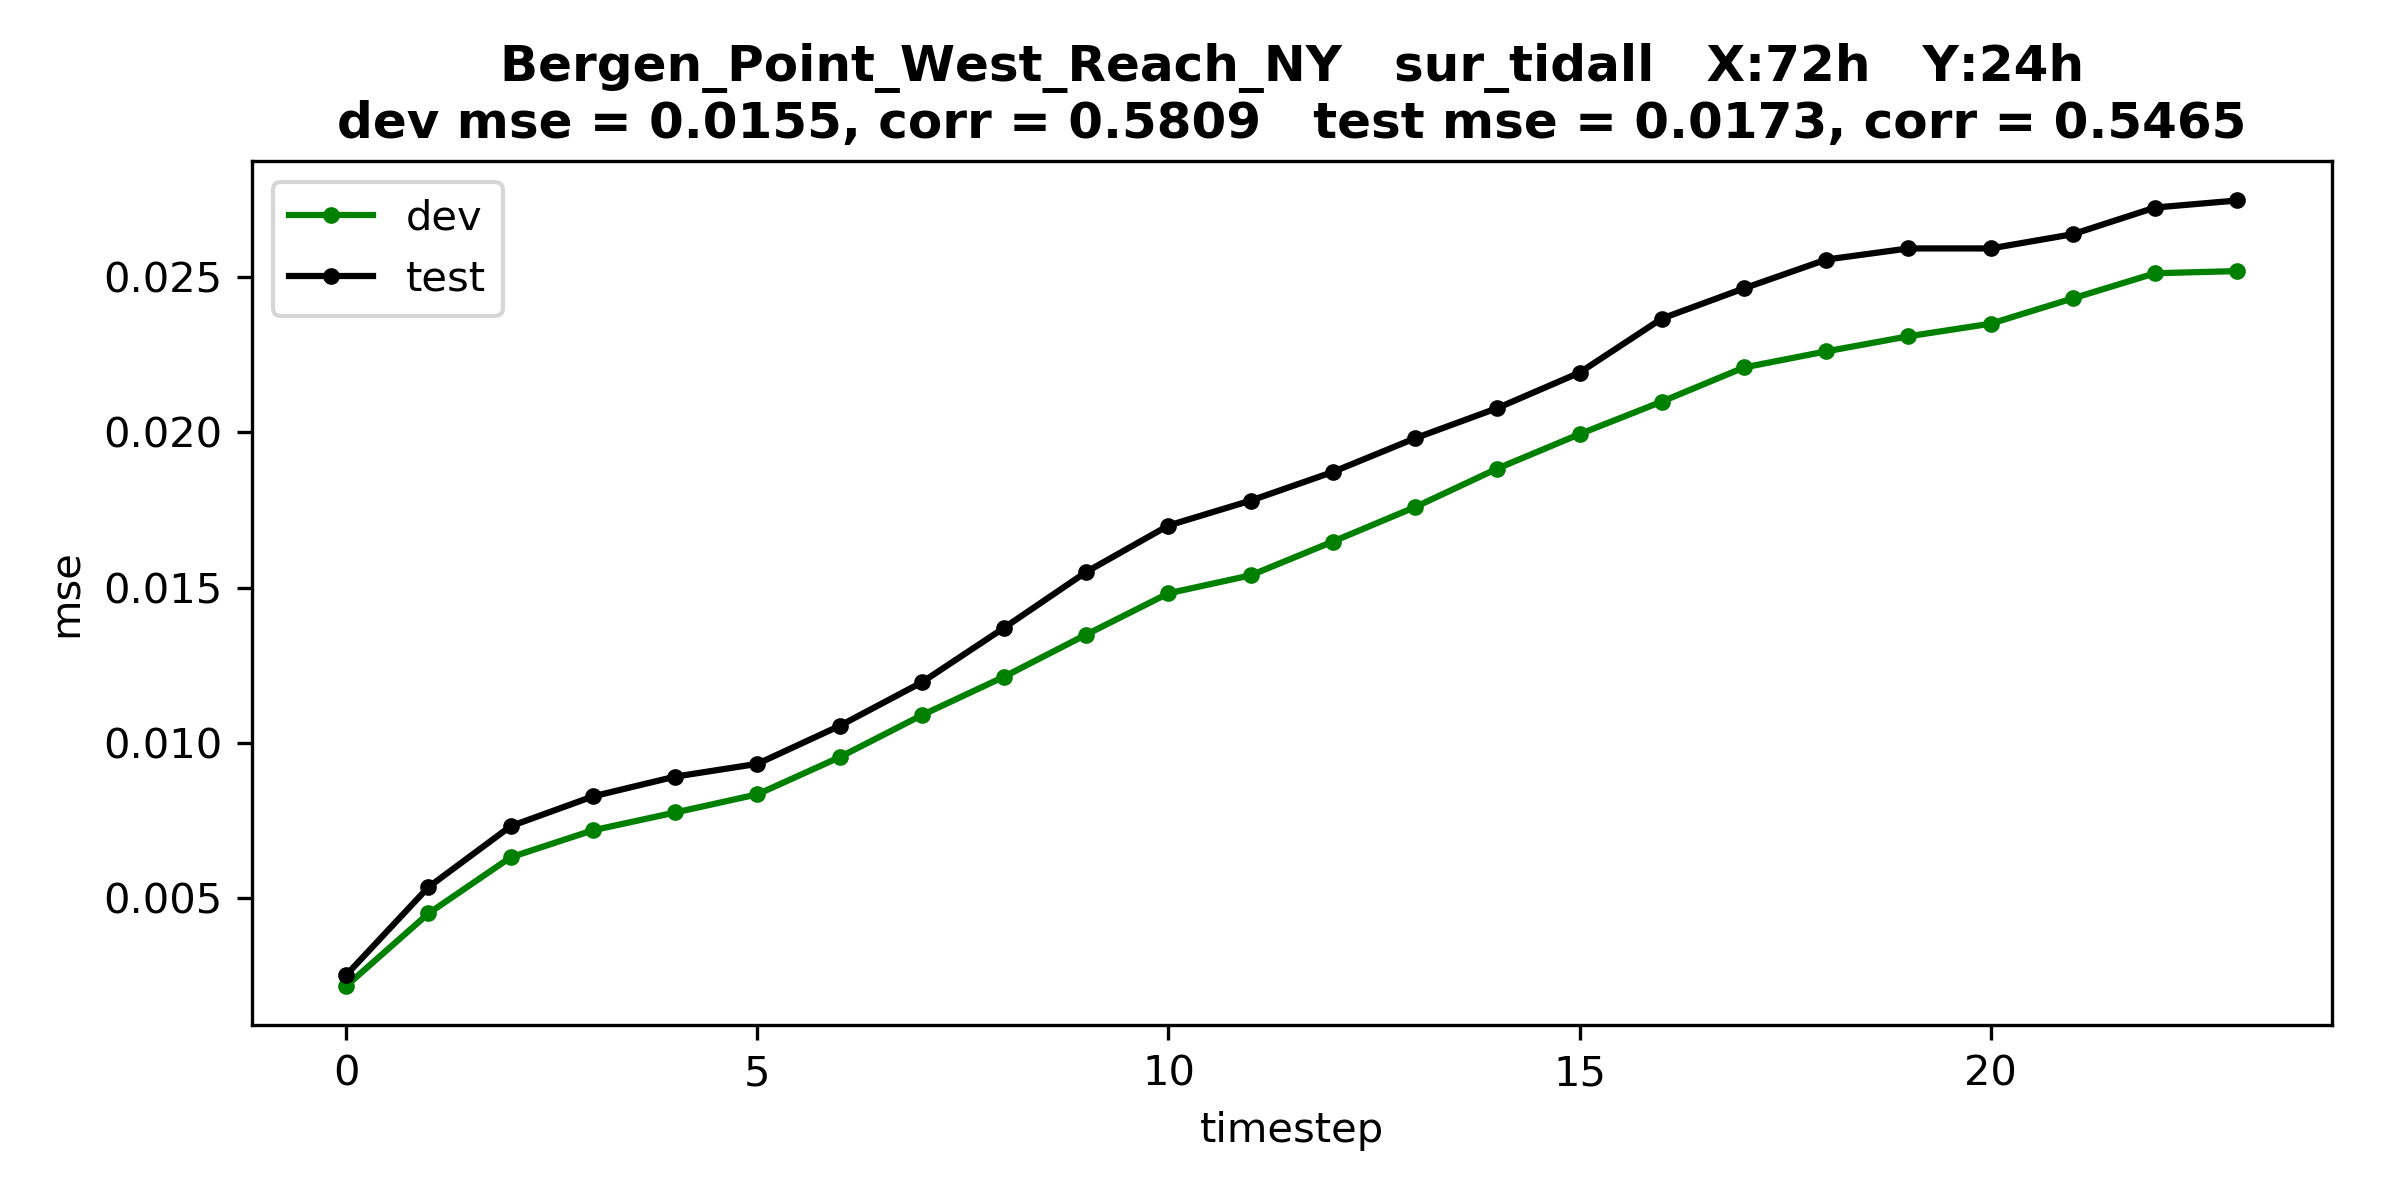 Bergen_Point_West_Reach_NY sur_tidall X:72h Y:24h
dev mse = 0.0155, corr = 0.5809 test mse = 0.0173, corr = 0.5465
dev
test
0.025
0.020
0.015
0.010
0.005
mse
0 5 10 15 20
timestep